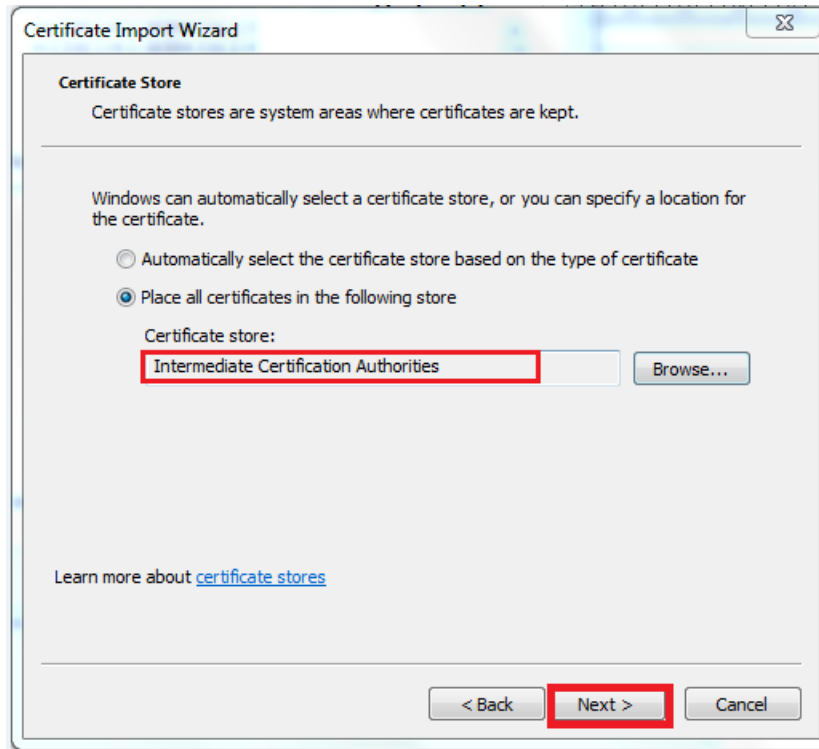 Certificate Import Wizard
Certificate Store
Certificate stores are system areas where certificates are kept.
Windows can automatically select a certificate store, or you can specify a location for
the certificate.
Automatically select the certificate store based on the type of certificate
Place all certificates in the following store
Certificate store:
Intermediate Certification Authorities
Browse...
Learn more about certificate stores
< Back Next > Cancel